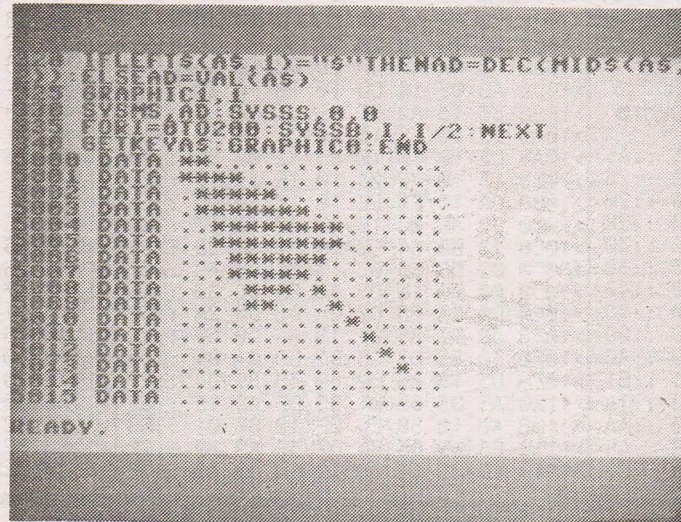 IFLEFT$(A$,1)="$"THENAD=DEC(MID$(A$,
:ELSEAD=VAL(A$)
GRAPHIC1,1
SYSMS,AD:SYSSS,0,0
FORI=0TO200:SYSSB,I,I/2:NEXT
GETKEYA$:GRAPHIC0:END
DATA **..............
DATA ****............
DATA .*****..........
DATA .*******........
DATA ..********......
DATA ..********......
DATA ...******.......
DATA ...*****........
DATA ....***.*.......
DATA ....**...*......
DATA ..........*.....
DATA ...........*....
DATA ............*...
DATA .............*..
DATA ................
DATA ................
READY.